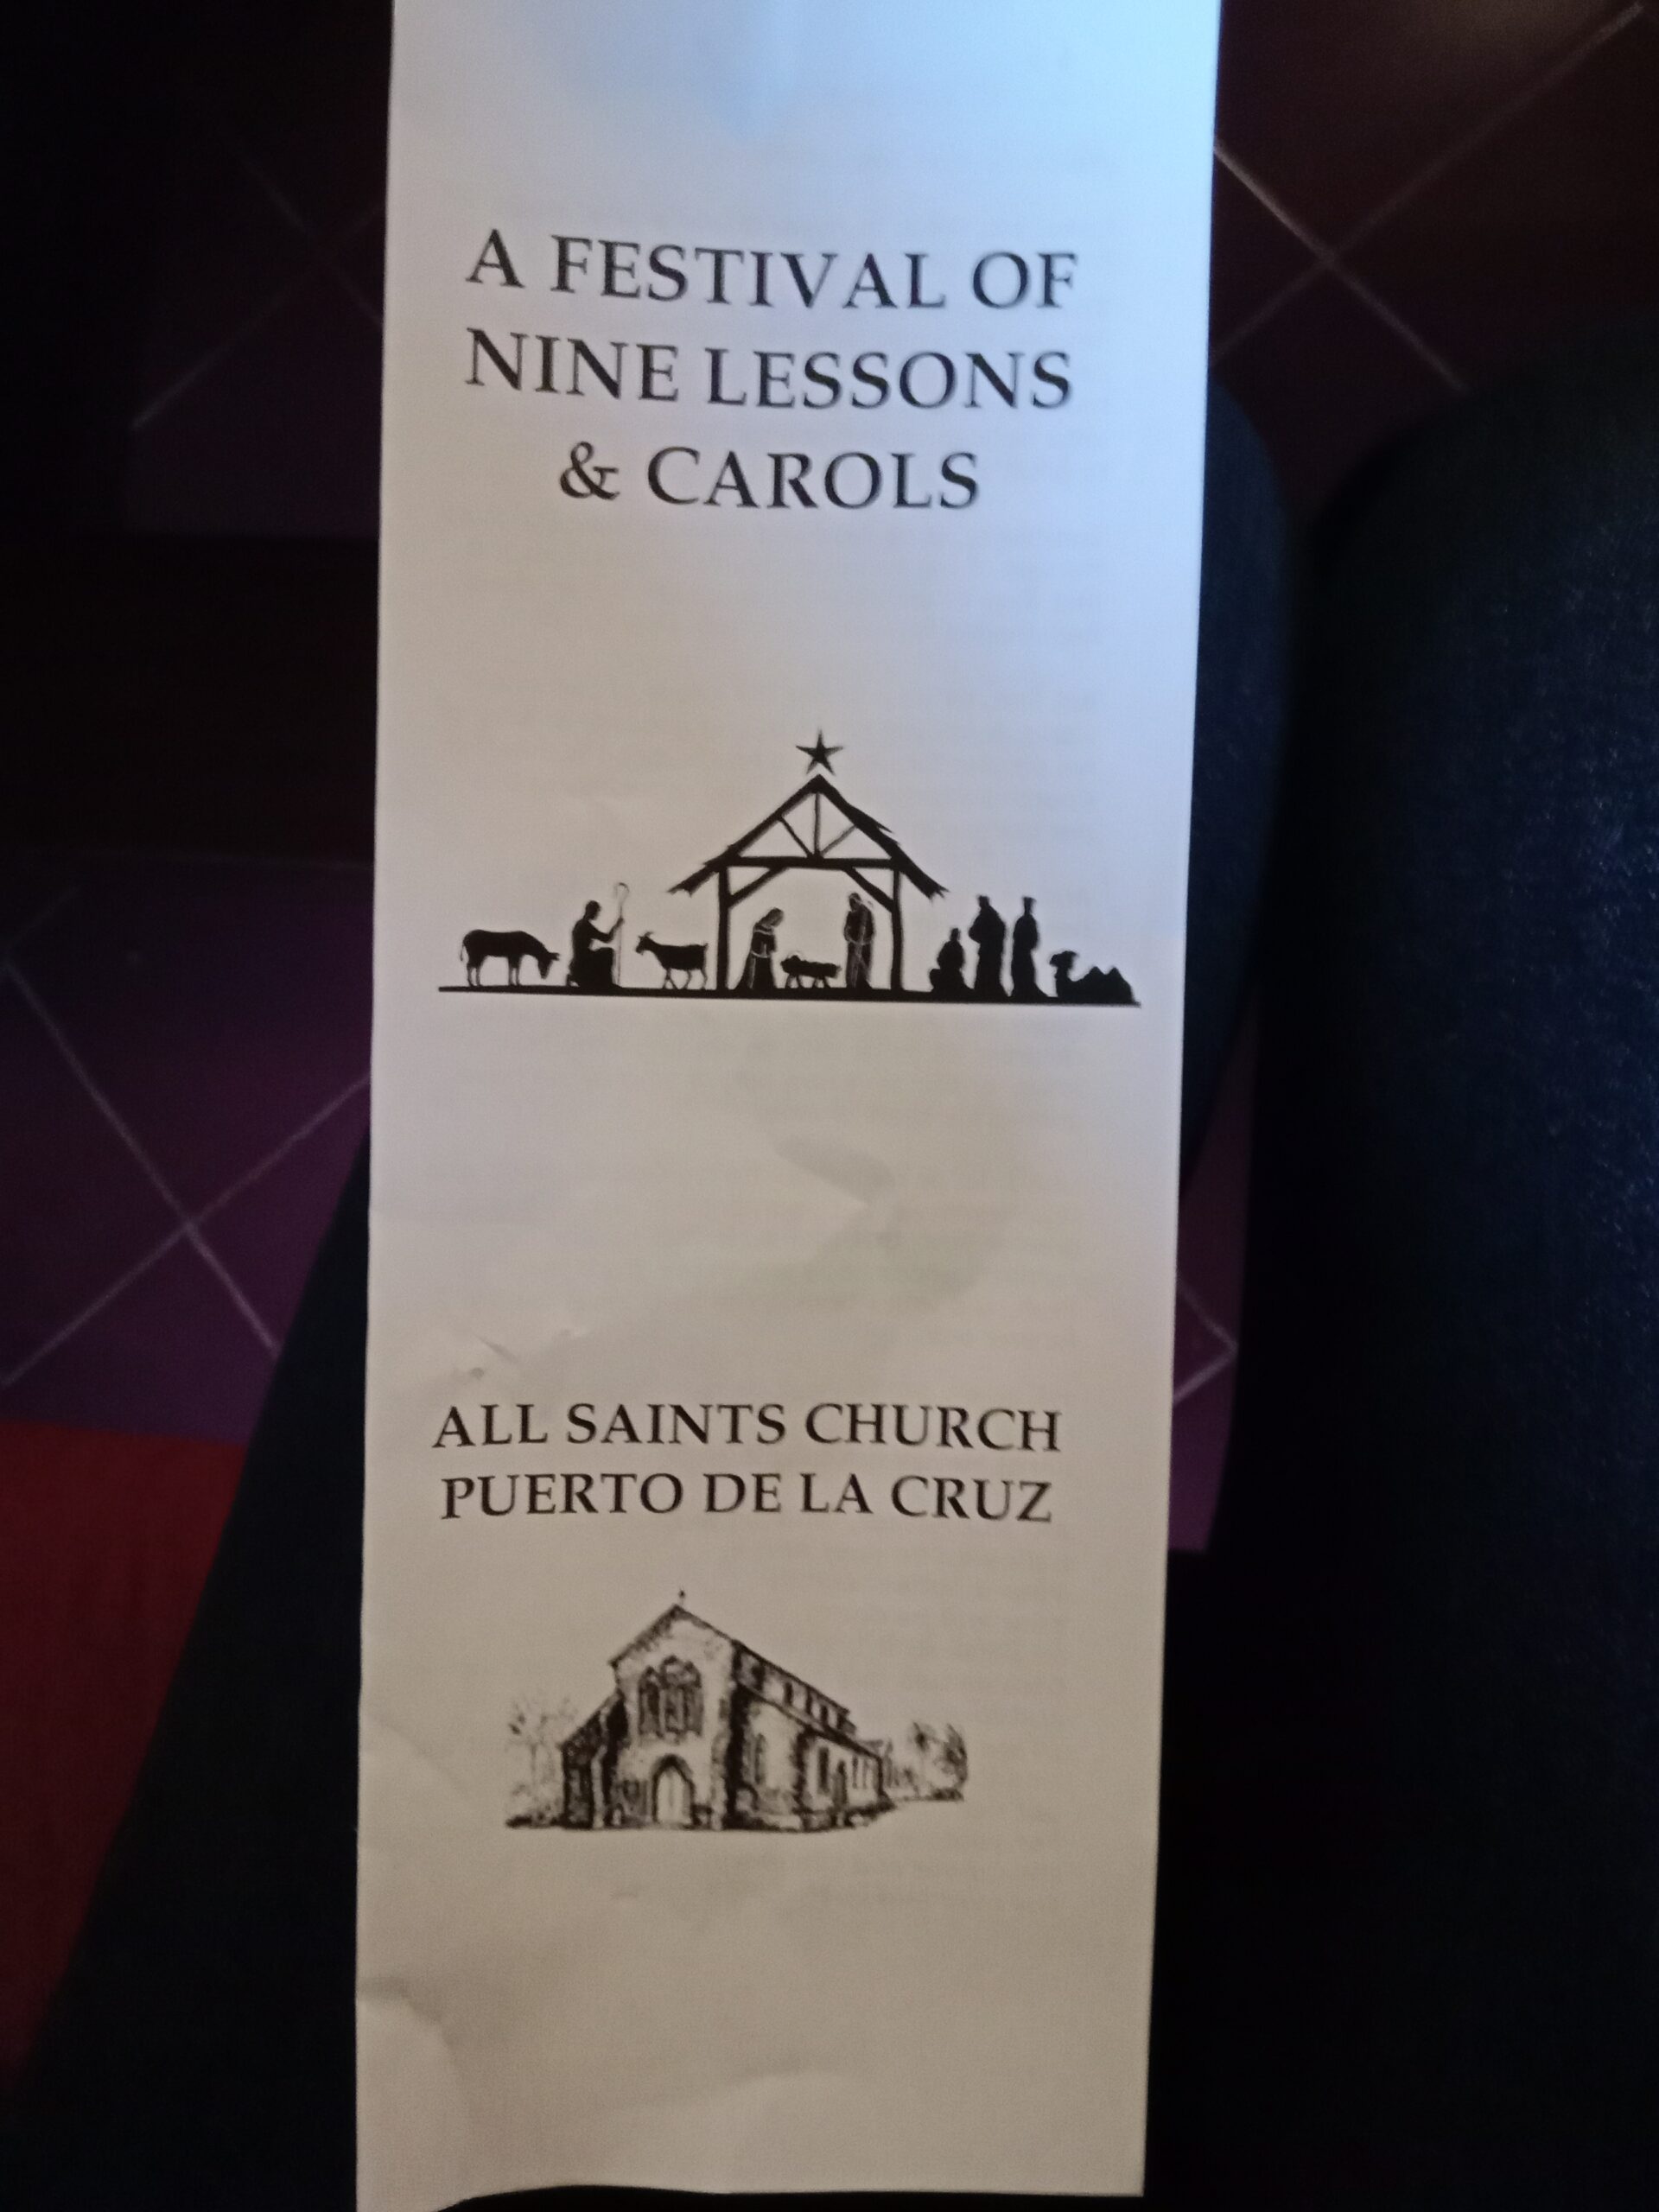 A FESTIVAL OF
NINE LESSONS
& CAROLS
ALL SAINTS CHURCH
PUERTO DE LA CRUZ